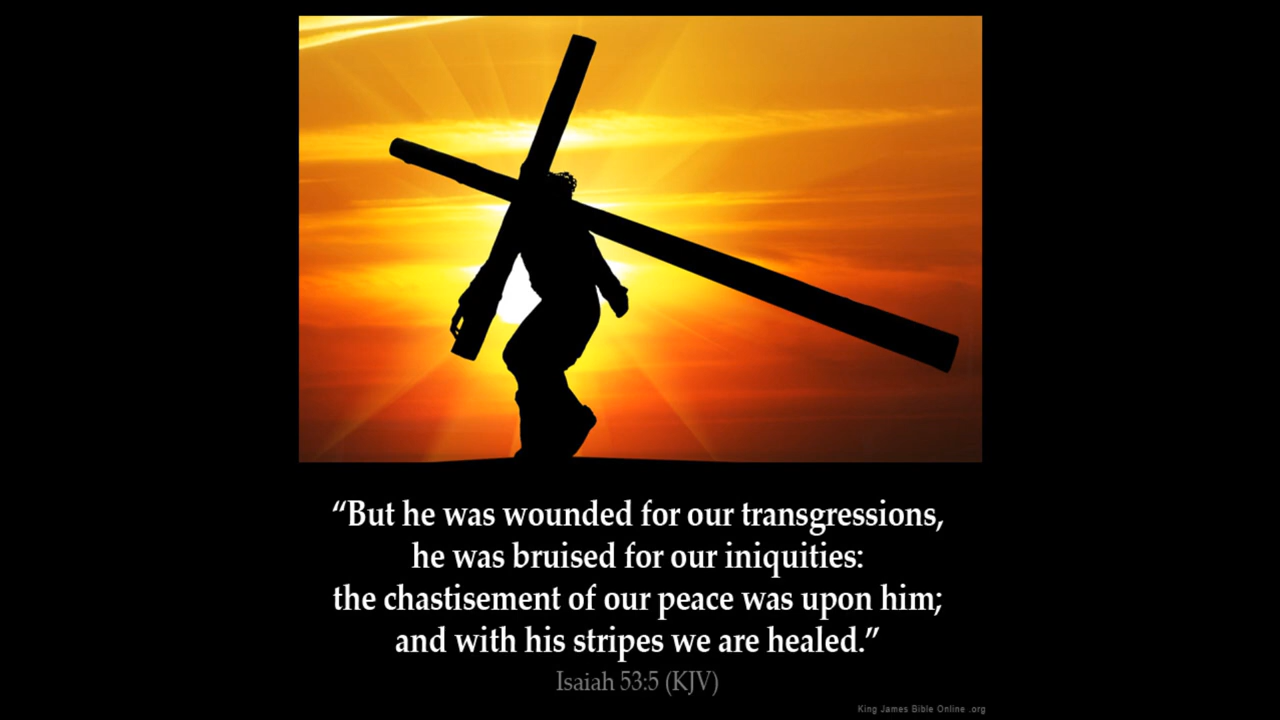 “But he was wounded for our transgressions,
he was bruised for our iniquities:
the chastisement of our peace was upon him;
and with his stripes we are healed.”
Isaiah 53:5 (KJV)
King James Bible Online .org